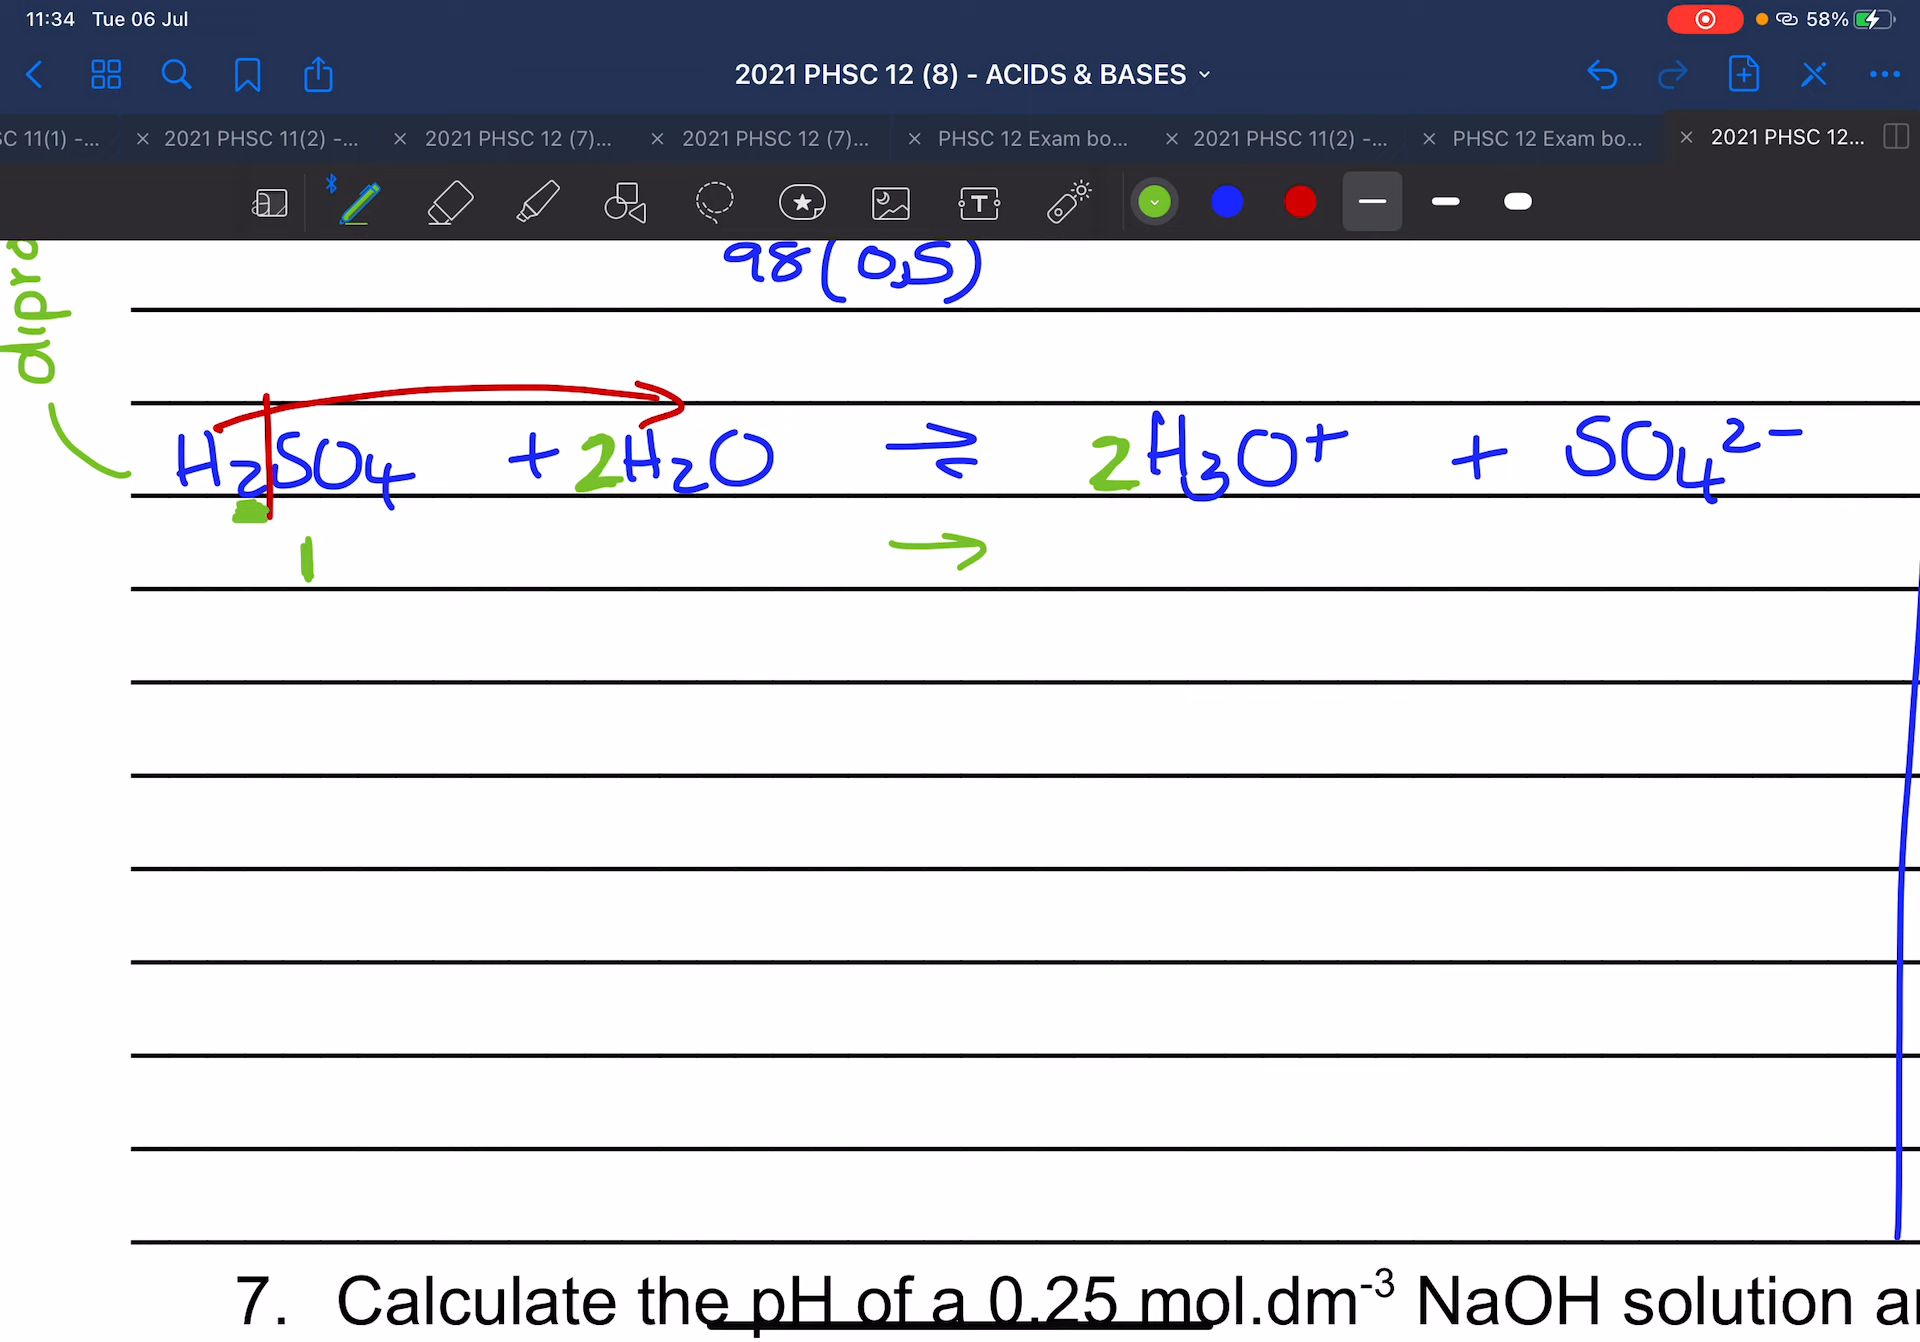 11:34 Tue 06 Jul 58%
2021 PHSC 12 (8) - ACIDS & BASES
SC 11(1) -... 2021 PHSC 11(2) -... 2021 PHSC 12 (7)... 2021 PHSC 12 (7)... PHSC 12 Exam bo... 2021 PHSC 11(2) -... PHSC 12 Exam bo... 2021 PHSC 12...
T
98(0,5)
dipro
H₂SO₄ + 2H₂O ⇌ 2H₃O⁺ + SO₄²⁻
1 →
7. Calculate the pH of a 0.25 mol.dm⁻³ NaOH solution